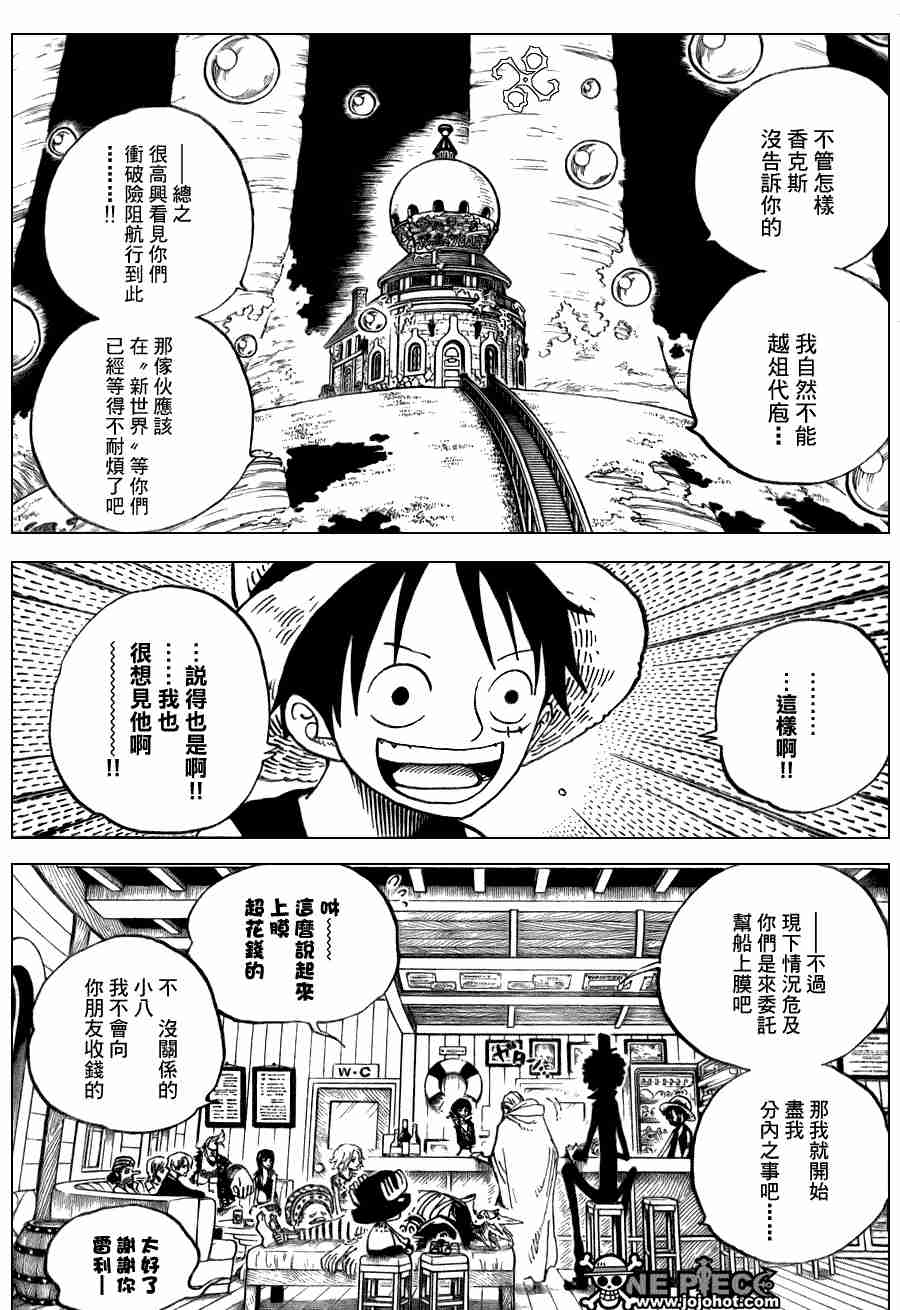 不管怎樣
香克斯
沒告訴你的
我自然不能
越姐代庖…
——總之
很高興看見你們
衝破險阻航行到此
………!!
那傢伙應該
在〝新世界〞等你們
已經等得不耐煩了吧
………
…這樣啊!!
…說得也是啊!!
……我也
很想見他啊
~~~~~!!
——不過
現下情況危及
你們是來委託
幫船上膜吧
那我就開始
盡我
分內之事吧……
這麼說起來
上膜
超花錢的
不 沒關係的
小八
我不會向
你朋友收錢的
W·C
太好了
謝謝你
雷利—
ONE PIECE
www.jojohot.com